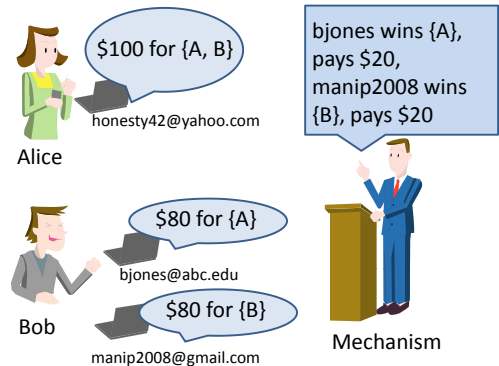 $100 for {A, B}
honesty42@yahoo.com
Alice
$80 for {A}
bjones@abc.edu
Bob
$80 for {B}
manip2008@gmail.com
bjones wins {A},
pays $20,
manip2008 wins
{B}, pays $20
Mechanism